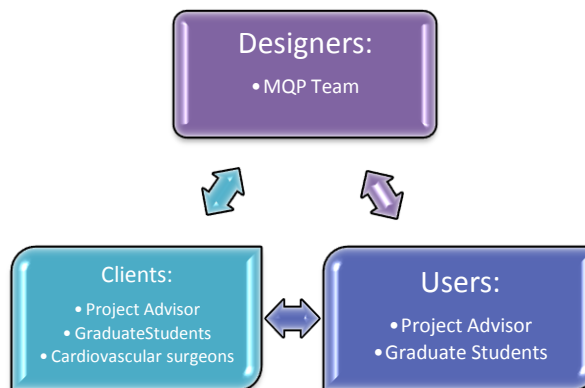 Designers:
• MQP Team
Clients:
• Project Advisor
• GraduateStudents
• Cardiovascular surgeons
Users:
• Project Advisor
• Graduate Students